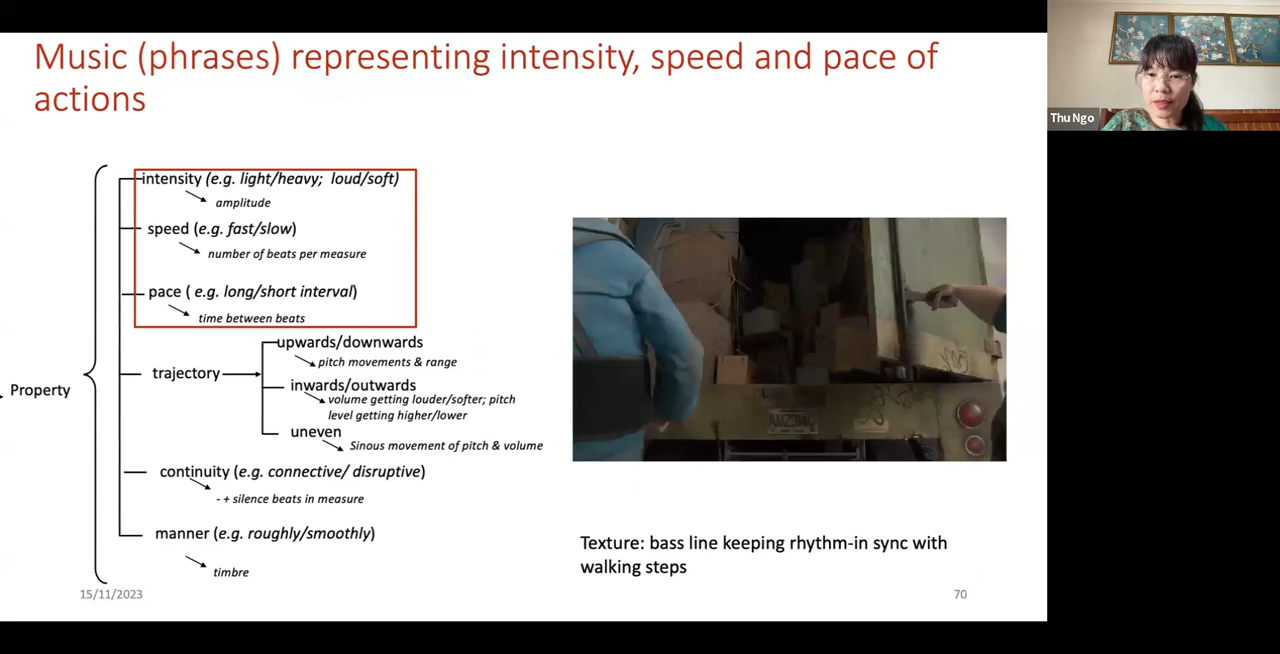 Music (phrases) representing intensity, speed and pace of
actions
Thu Ngo
intensity (e.g. light/heavy; loud/soft)
amplitude
speed (e.g. fast/slow)
number of beats per measure
pace ( e.g. long/short interval)
time between beats
upwards/downwards
pitch movements & range
trajectory
Property
inwards/outwards
volume getting louder/softer; pitch
level getting higher/lower
uneven
Sinous movement of pitch & volume
continuity (e.g. connective/ disruptive)
- + silence beats in measure
manner (e.g. roughly/smoothly)
timbre
Texture: bass line keeping rhythm-in sync with
walking steps
15/11/2023
70